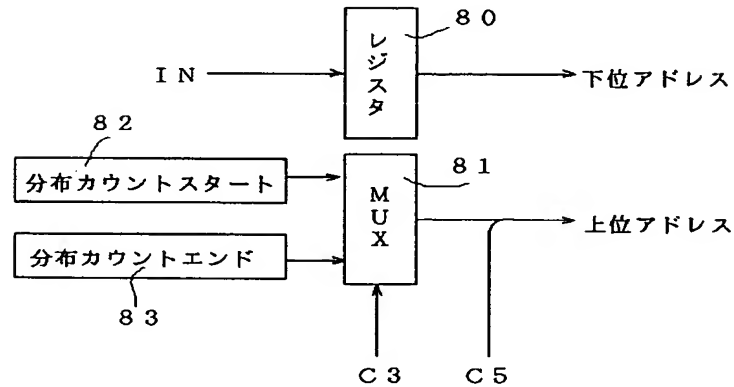 80
レジスタ
IN
下位アドレス
82
分布カウントスタート
81
MUX
上位アドレス
分布カウントエンド
83
C3
C5